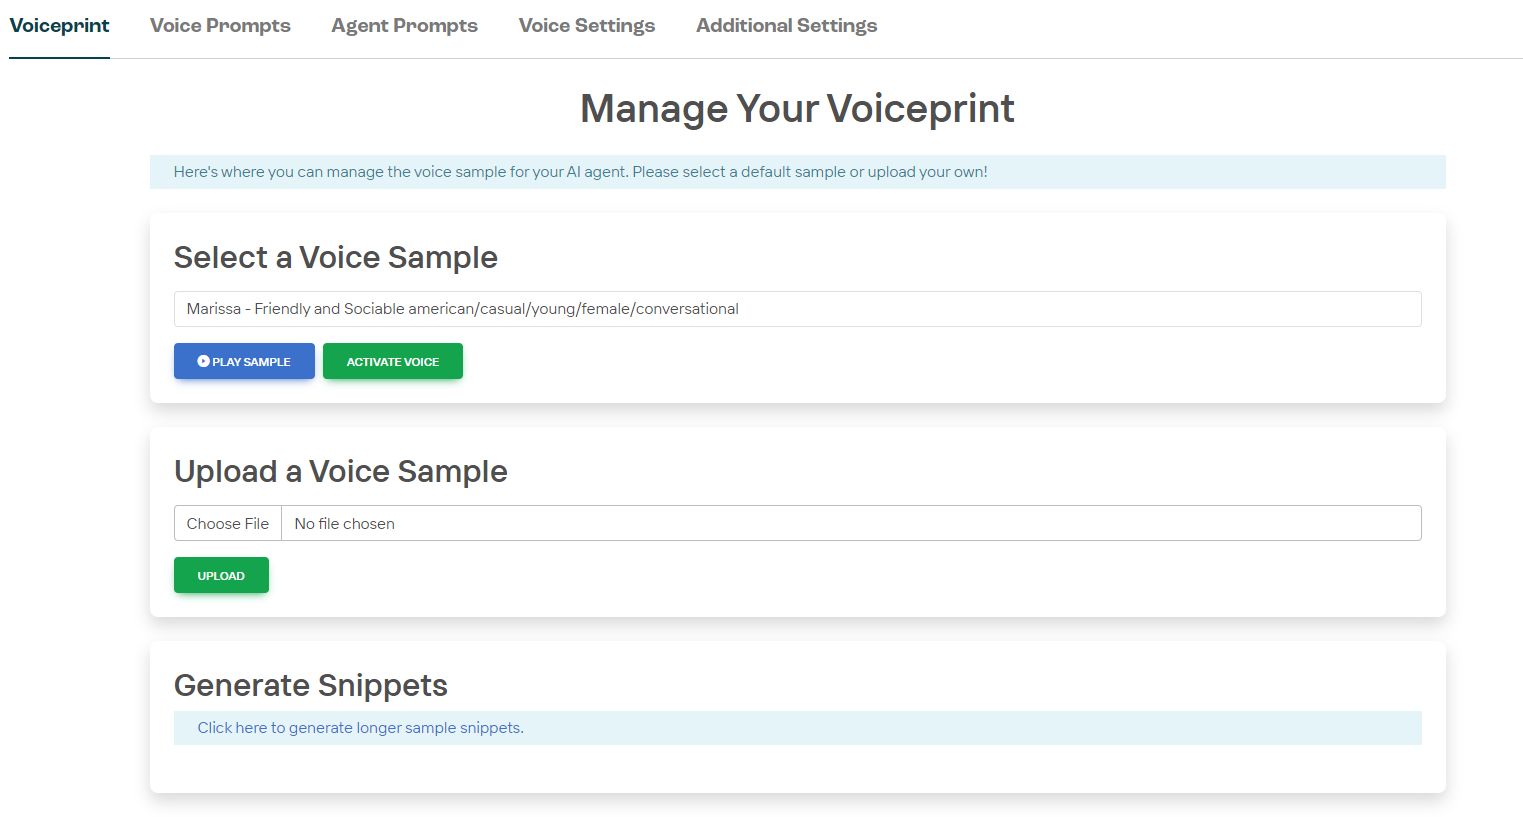 Voiceprint Voice Prompts Agent Prompts Voice Settings Additional Settings
Manage Your Voiceprint
Here's where you can manage the voice sample for your AI agent. Please select a default sample or upload your own!
Select a Voice Sample
Marissa - Friendly and Sociable american/casual/young/female/conversational
PLAY SAMPLE ACTIVATE VOICE
Upload a Voice Sample
Choose File No file chosen
UPLOAD
Generate Snippets
Click here to generate longer sample snippets.